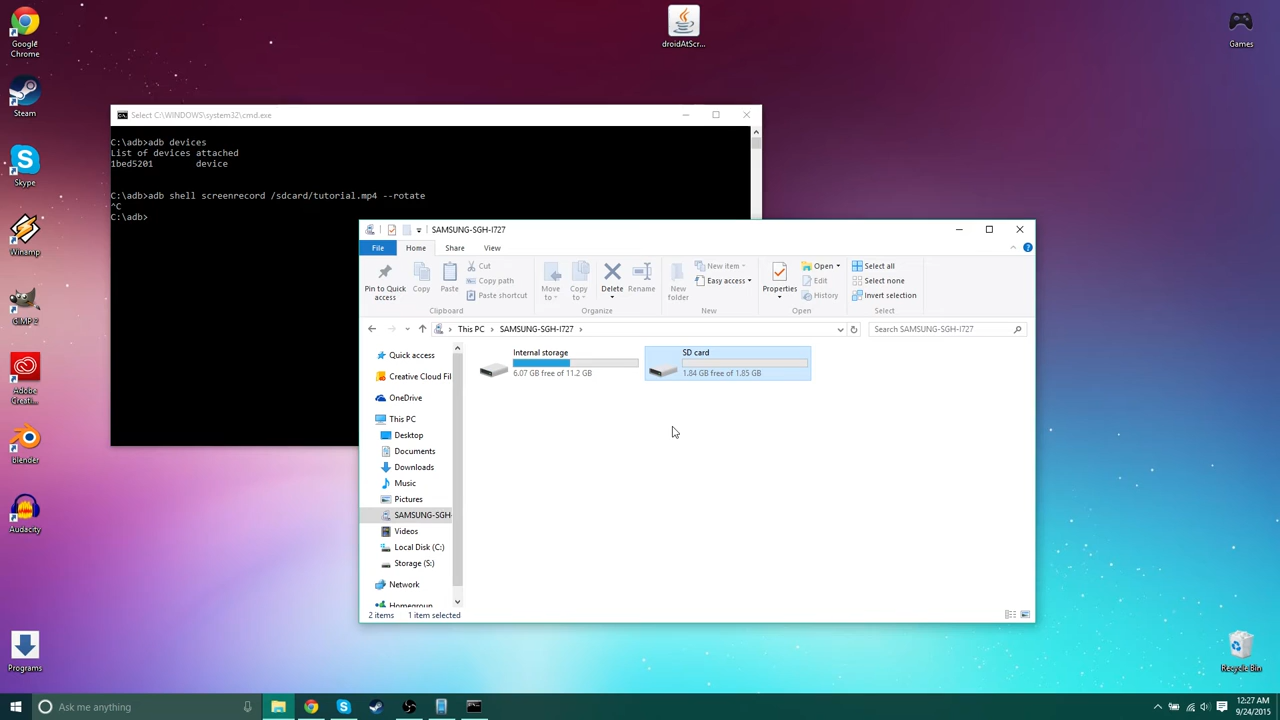 Google
Chrome
Steam
Skype
Winamp
GIMP 2
Adobe
Creati...
Blender
Audacity
Programs
droidAtScr...
Games
Recycle Bin
Select C:\WINDOWS\system32\cmd.exe
C:\adb>adb devices
List of devices attached
1bed5201 device
C:\adb>adb shell screenrecord /sdcard/tutorial.mp4 --rotate
^C
C:\adb>
SAMSUNG-SGH-I727
File Home Share View
Pin to Quick
access
Copy
Paste
Cut
Copy path
Paste shortcut
Clipboard
Move
to
Copy
to
Delete
Rename
Organize
New
folder
New item
Easy access
New
Properties
Open
Edit
History
Open
Select all
Select none
Invert selection
Select
This PC > SAMSUNG-SGH-I727 >
Search SAMSUNG-SGH-I727
Quick access
Creative Cloud Fil
OneDrive
This PC
Desktop
Documents
Downloads
Music
Pictures
SAMSUNG-SGH-
Videos
Local Disk (C:)
Storage (S:)
Network
Homegroup
Internal storage
6.07 GB free of 11.2 GB
SD card
1.84 GB free of 1.85 GB
2 items 1 item selected
Ask me anything
12:27 AM
9/24/2015